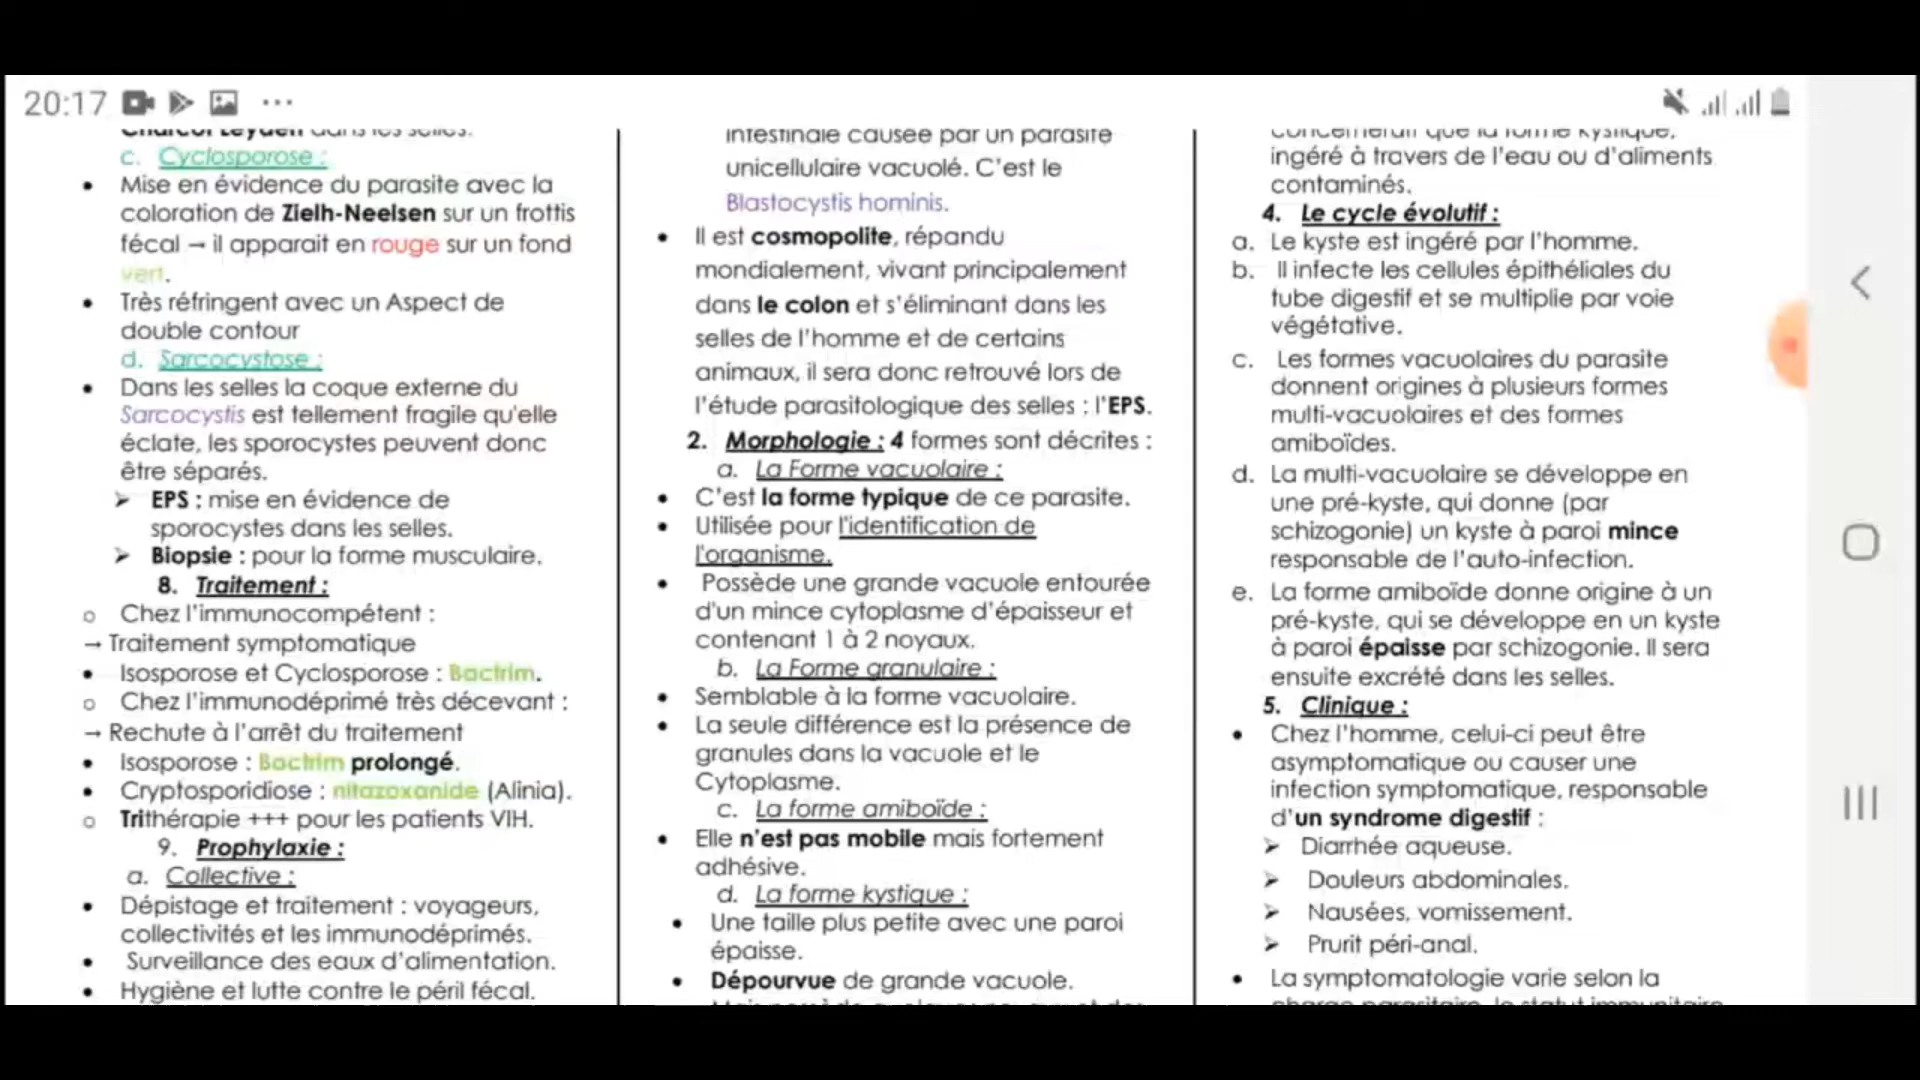 20:17
Charcot Leyden dans les selles.
c. Cyclosporose :
• Mise en évidence du parasite avec la
coloration de Zielh-Neelsen sur un frottis
fécal → il apparait en rouge sur un fond
vert.
• Très réfringent avec un Aspect de
double contour
d. Sarcocystose :
• Dans les selles la coque externe du
Sarcocystis est tellement fragile qu'elle
éclate, les sporocystes peuvent donc
être séparés.
➤ EPS : mise en évidence de
sporocystes dans les selles.
➤ Biopsie : pour la forme musculaire.
8. Traitement :
o Chez l'immunocompétent :
→ Traitement symptomatique
• Isosporose et Cyclosporose : Bactrim.
o Chez l'immunodéprimé très décevant :
→ Rechute à l'arrêt du traitement
• Isosporose : Bactrim prolongé.
• Cryptosporidiose : nitazoxanide (Alinia).
o Trithérapie +++ pour les patients VIH.
9. Prophylaxie :
a. Collective :
• Dépistage et traitement : voyageurs,
collectivités et les immunodéprimés.
• Surveillance des eaux d'alimentation.
• Hygiène et lutte contre le péril fécal.
intestinale causée par un parasite
unicellulaire vacuolé. C'est le
Blastocystis hominis.
• Il est cosmopolite, répandu
mondialement, vivant principalement
dans le colon et s'éliminant dans les
selles de l'homme et de certains
animaux, il sera donc retrouvé lors de
l'étude parasitologique des selles : l'EPS.
2. Morphologie : 4 formes sont décrites :
a. La Forme vacuolaire :
• C'est la forme typique de ce parasite.
• Utilisée pour l'identification de
l'organisme.
• Possède une grande vacuole entourée
d'un mince cytoplasme d'épaisseur et
contenant 1 à 2 noyaux.
b. La Forme granulaire :
• Semblable à la forme vacuolaire.
• La seule différence est la présence de
granules dans la vacuole et le
Cytoplasme.
c. La forme amiboïde :
• Elle n'est pas mobile mais fortement
adhésive.
d. La forme kystique :
• Une taille plus petite avec une paroi
épaisse.
• Dépourvue de grande vacuole.
concernerait que la forme kystique,
ingéré à travers de l'eau ou d'aliments
contaminés.
4. Le cycle évolutif :
a. Le kyste est ingéré par l'homme.
b. Il infecte les cellules épithéliales du
tube digestif et se multiplie par voie
végétative.
c. Les formes vacuolaires du parasite
donnent origines à plusieurs formes
multi-vacuolaires et des formes
amiboïdes.
d. La multi-vacuolaire se développe en
une pré-kyste, qui donne (par
schizogonie) un kyste à paroi mince
responsable de l'auto-infection.
e. La forme amiboïde donne origine à un
pré-kyste, qui se développe en un kyste
à paroi épaisse par schizogonie. Il sera
ensuite excrété dans les selles.
5. Clinique :
• Chez l'homme, celui-ci peut être
asymptomatique ou causer une
infection symptomatique, responsable
d'un syndrome digestif :
➤ Diarrhée aqueuse.
➤ Douleurs abdominales.
➤ Nausées, vomissement.
➤ Prurit péri-anal.
• La symptomatologie varie selon la
charge parasitaire, le statut immunitaire